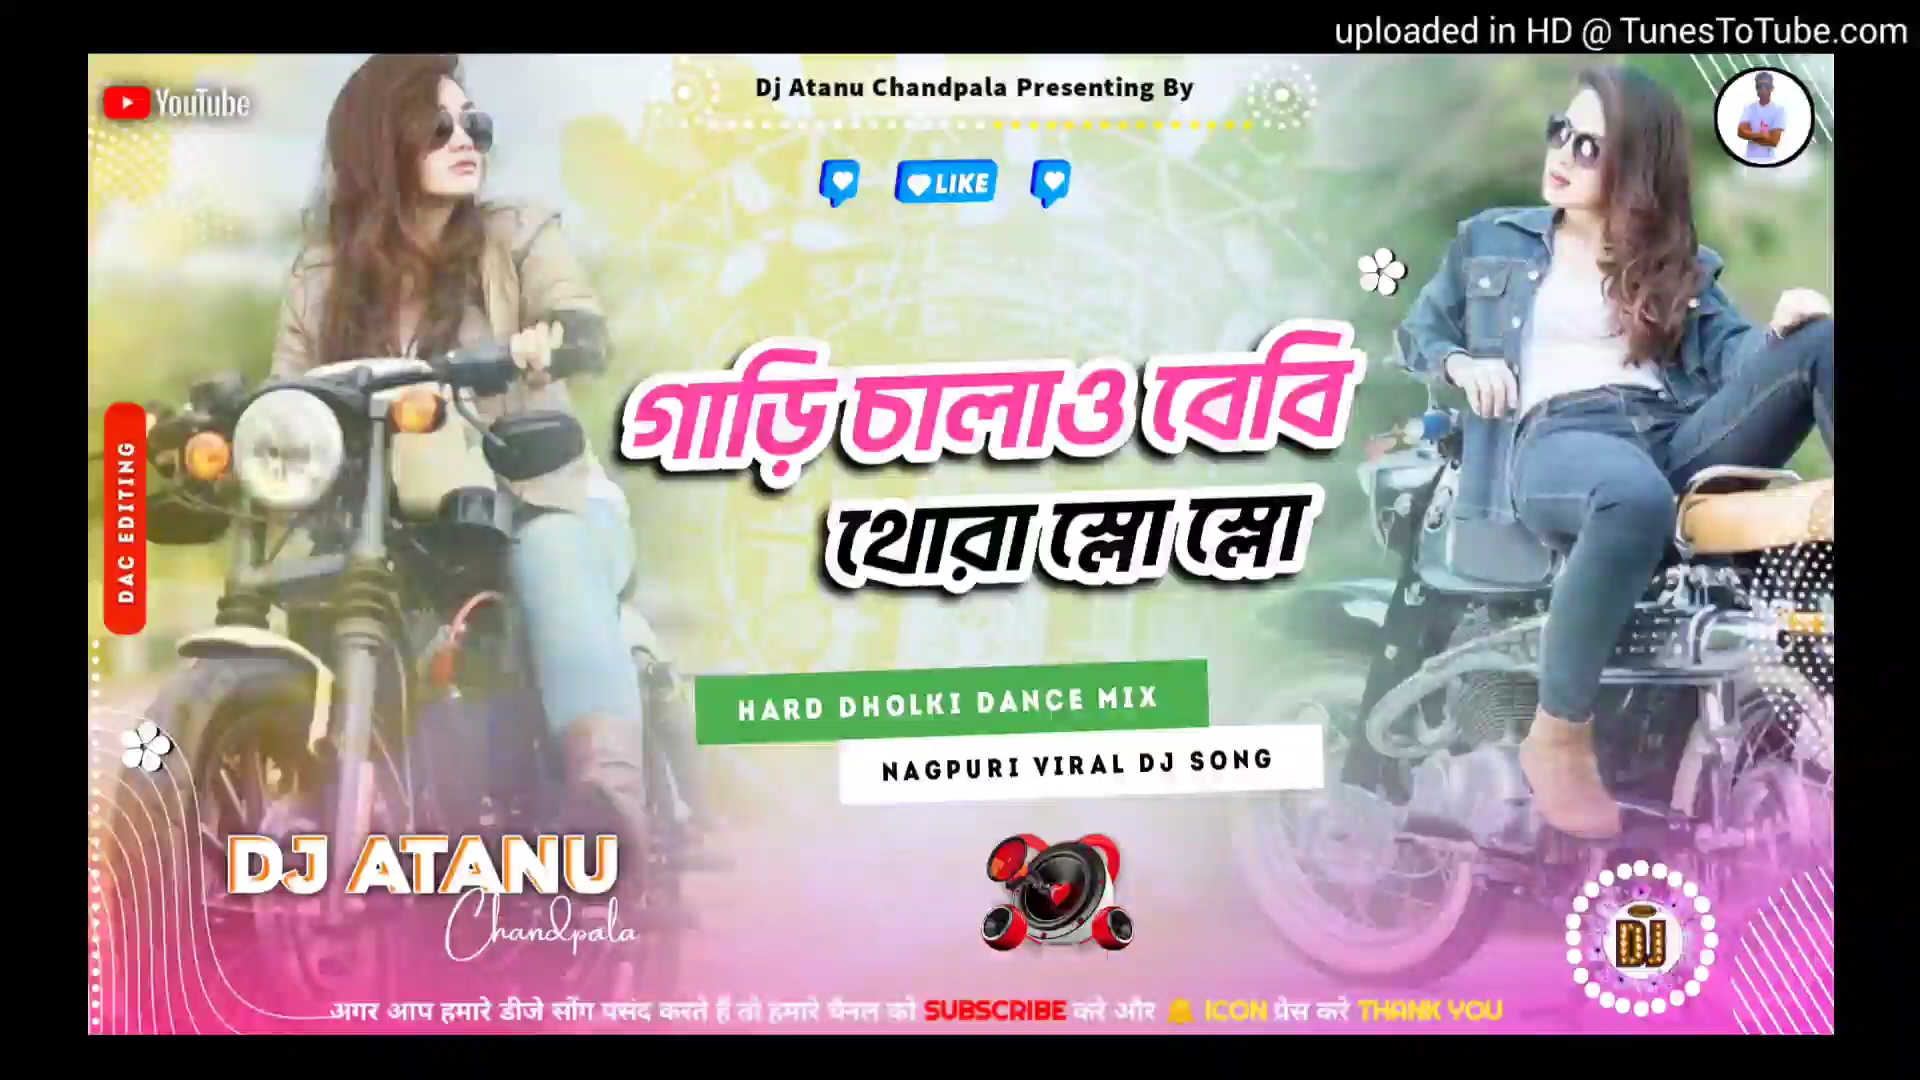 uploaded in HD @ TunesToTube.com
YouTube
Dj Atanu Chandpala Presenting By
LIKE
গাড়ি চালাও বেবি
থোরা স্লো স্লো
DAC EDITING
HARD DHOLKI DANCE MIX
NAGPURI VIRAL DJ SONG
DJ ATANU
Chandpala
DJ
अगर आप हमारे डीजे सोंग पसंद करते हैं तो हमारे चैनल को SUBSCRIBE करे और 🔔 ICON प्रेस करे THANK YOU